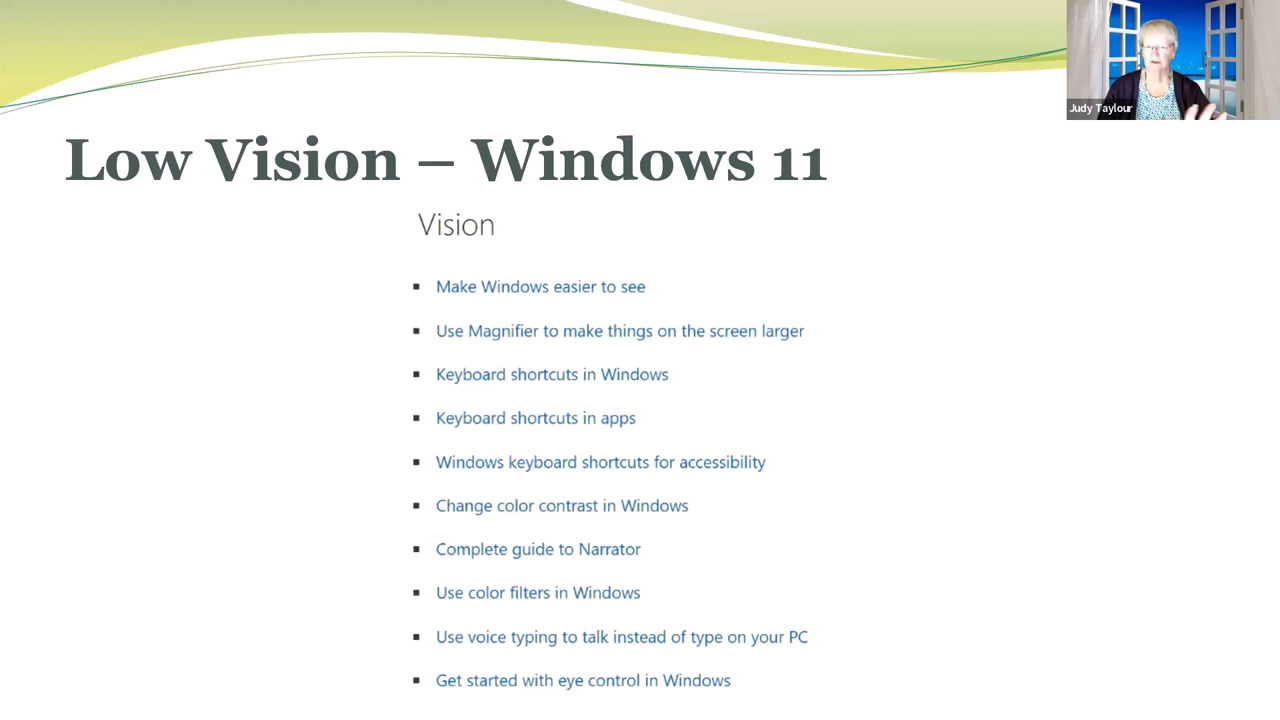 Judy Taylour
Low Vision – Windows 11
Vision
Make Windows easier to see
Use Magnifier to make things on the screen larger
Keyboard shortcuts in Windows
Keyboard shortcuts in apps
Windows keyboard shortcuts for accessibility
Change color contrast in Windows
Complete guide to Narrator
Use color filters in Windows
Use voice typing to talk instead of type on your PC
Get started with eye control in Windows